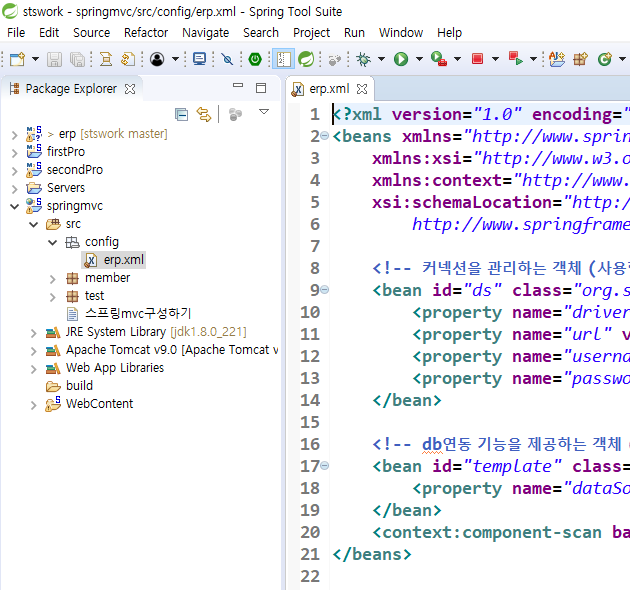 stswork - springmvc/src/config/erp.xml - Spring Tool Suite
File Edit Source Refactor Navigate Search Project Run Window Help
Package Explorer
> erp [stswork master]
firstPro
secondPro
Servers
springmvc
src
config
erp.xml
member
test
스프링mvc구성하기
JRE System Library [jdk1.8.0_221]
Apache Tomcat v9.0 [Apache Tomcat v
Web App Libraries
build
WebContent
erp.xml
1 <?xml version="1.0" encoding="
2 <beans xmlns="http://www.sprin
3 xmlns:xsi="http://www.w3.o
4 xmlns:context="http://www.
5 xsi:schemaLocation="http:/
6 http://www.springframe
7
8 <!-- 커넥션을 관리하는 객체 (사용
9 <bean id="ds" class="org.s
10 <property name="driver
11 <property name="url" v
12 <property name="userna
13 <property name="passwo
14 </bean>
15
16 <!-- db연동 기능을 제공하는 객체
17 <bean id="template" class=
18 <property name="dataSo
19 </bean>
20 <context:component-scan ba
21 </beans>
22